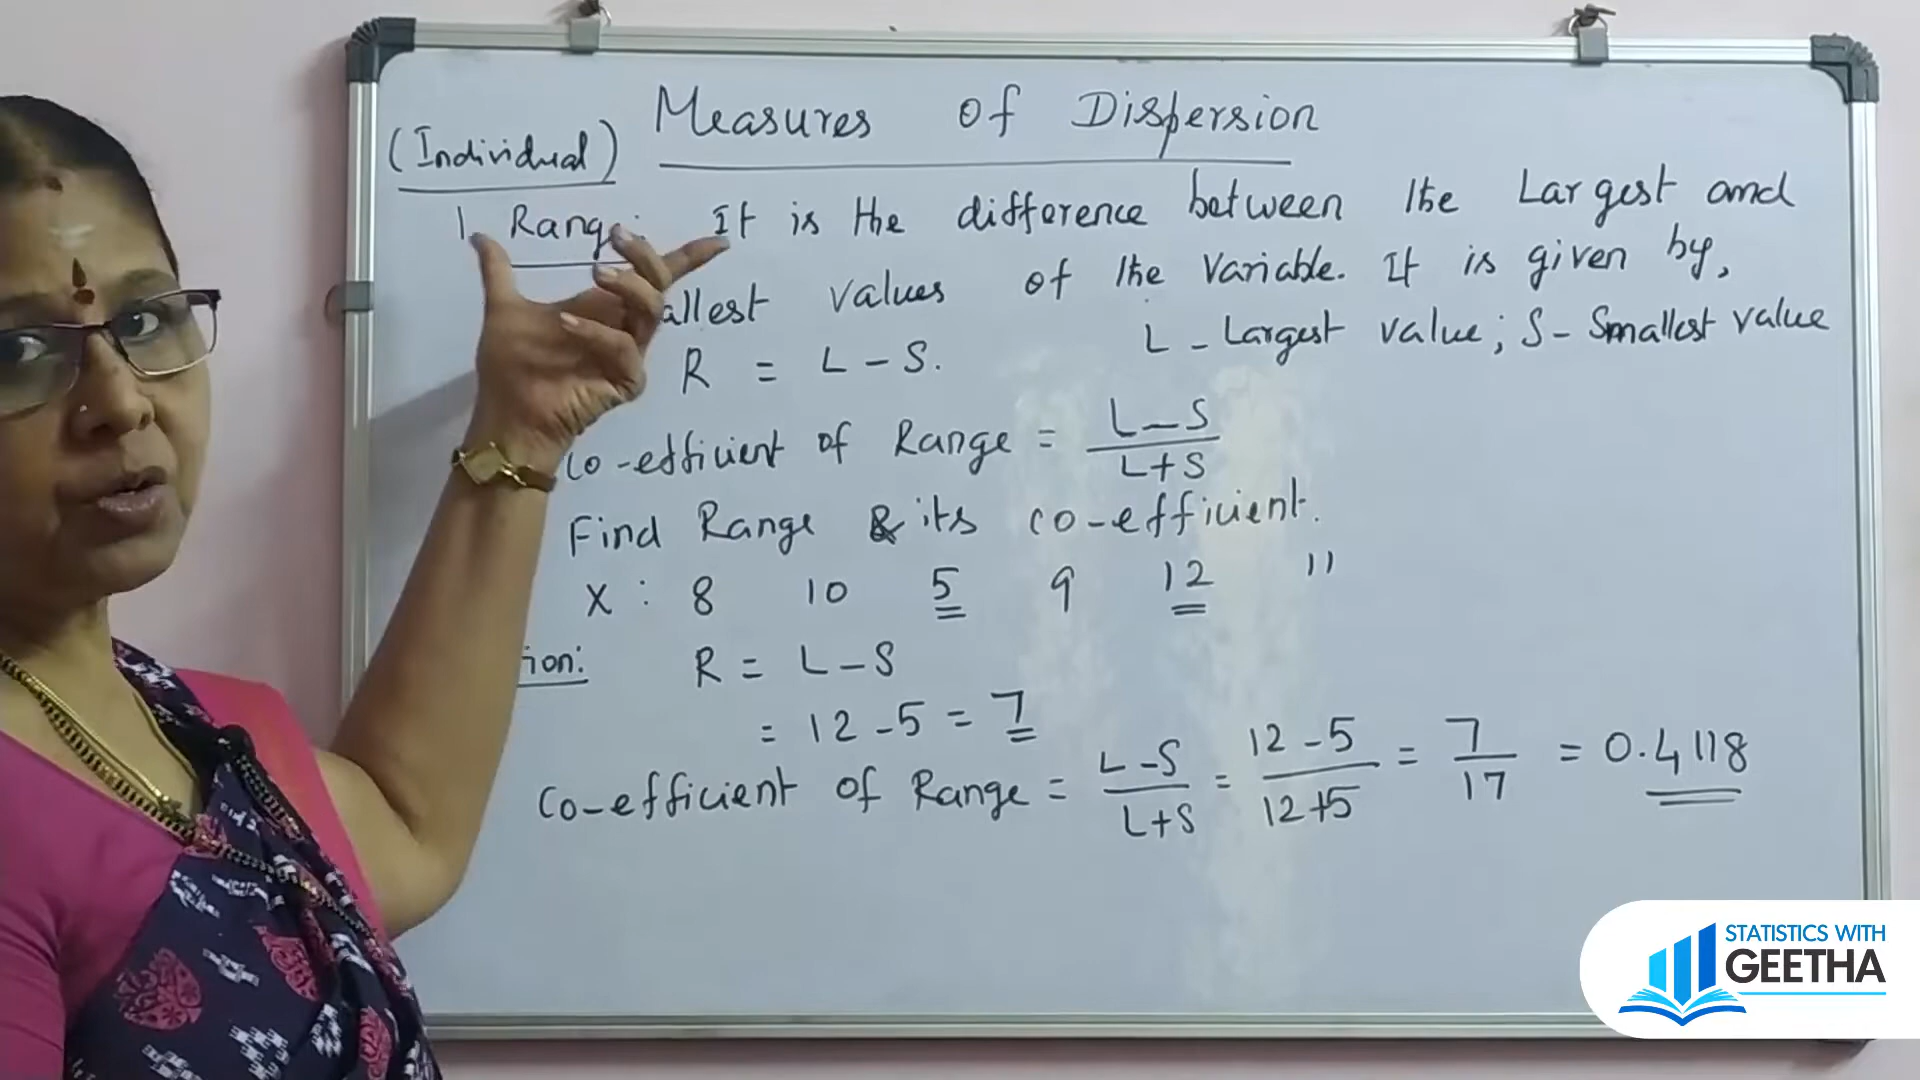 Measures of Dispersion
(Individual)
1. Range: It is the difference between the Largest and
allest values of the variable. It is given by,
R = L - S. L - Largest value; S - Smallest value
Co-efficient of Range = L - S / L + S
Find Range & its co-efficient.
X : 8 10 5 9 12 11
ion: R = L - S
= 12 - 5 = 7
Co-efficient of Range = L - S / L + S = 12 - 5 / 12 + 5 = 7 / 17 = 0.4118
STATISTICS WITH
GEETHA